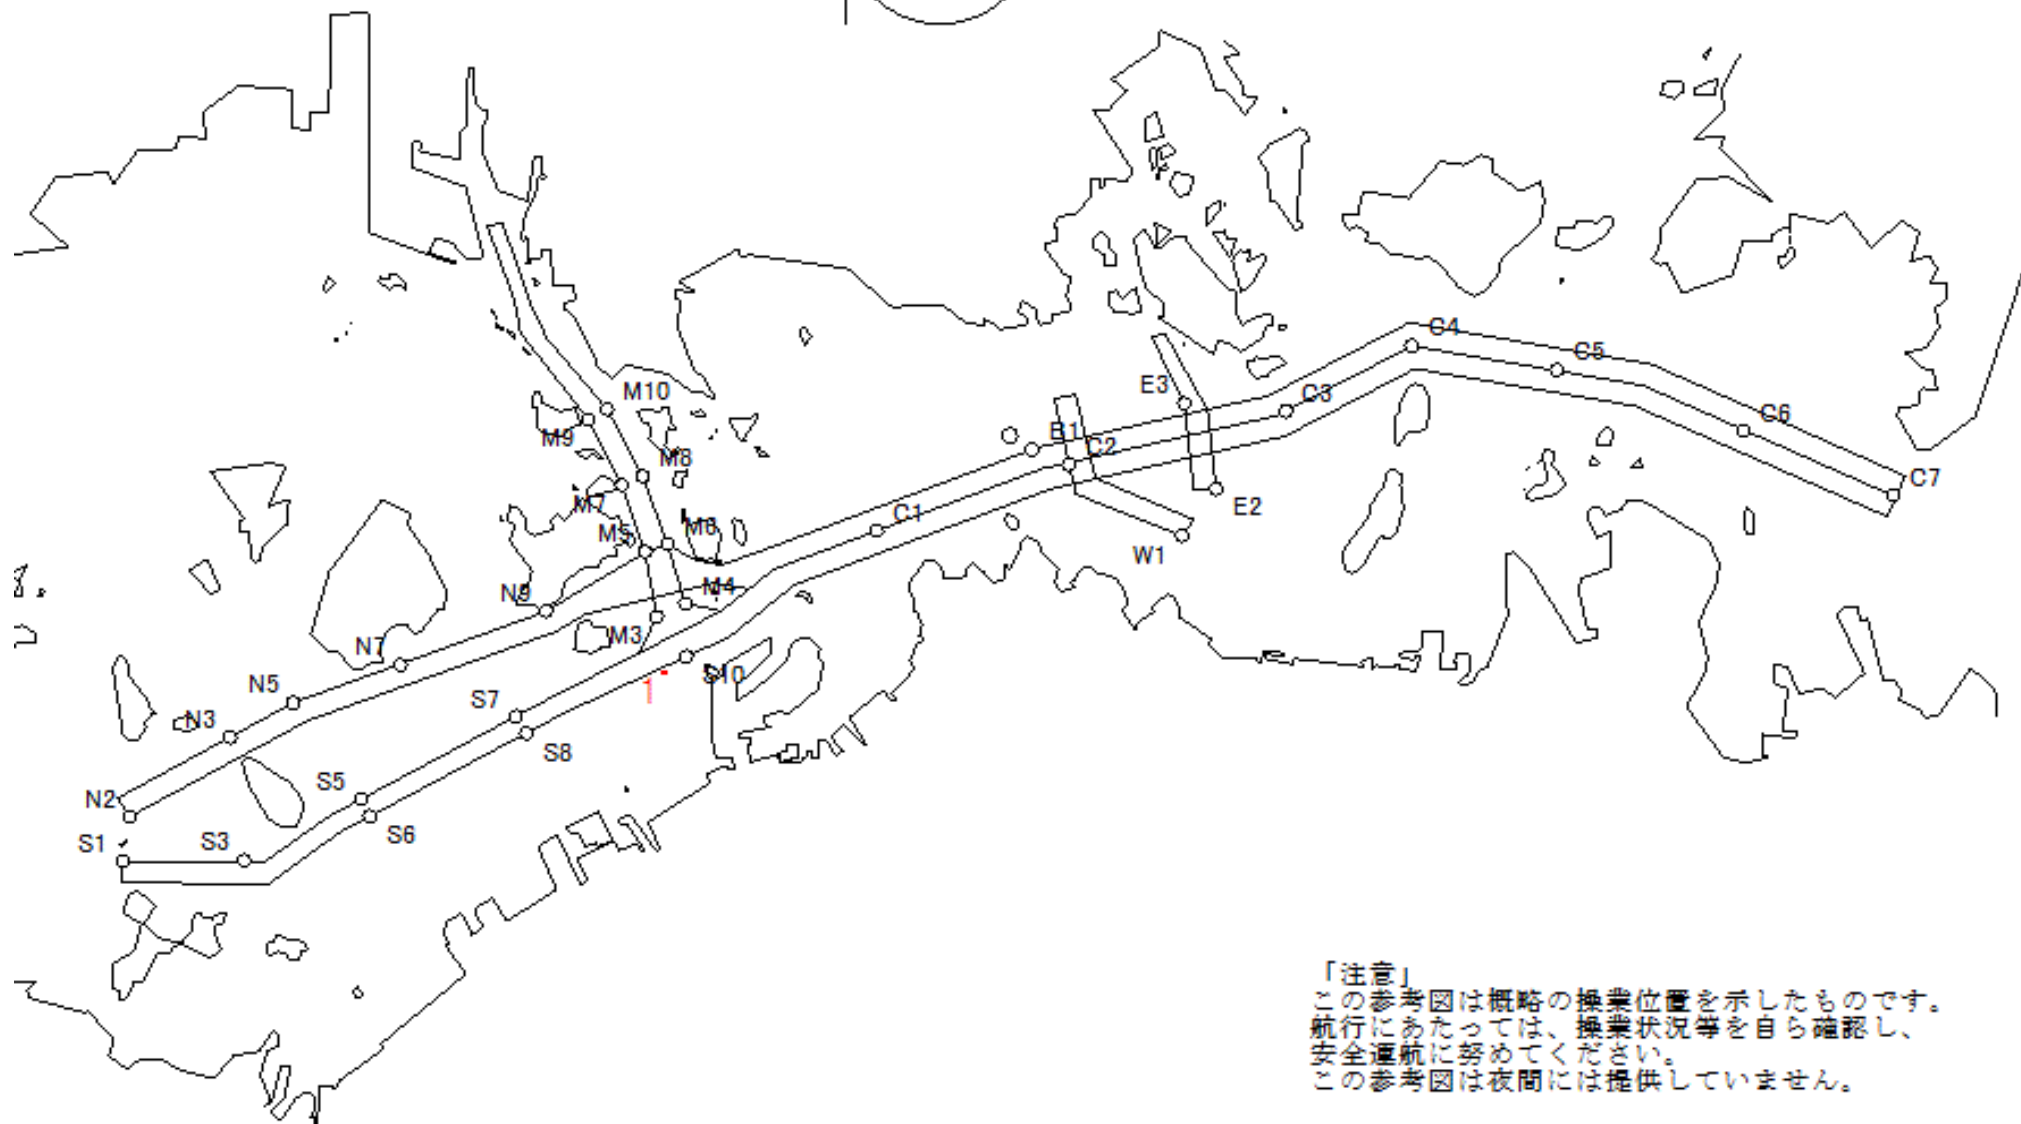 C4
C5
M10
E3
C3
C6
M9
B1
C2
M8
C7
M7
E2
C1
M5
M6
W1
N9
M4
M3
N7
S10
N5
1
S7
N3
S8
S5
N2
S6
S1
S3
「注意」
この参考図は概略の操業位置を示したものです。
航行にあたっては、操業状況等を自ら確認し、
安全運航に努めてください。
この参考図は夜間には提供していません。